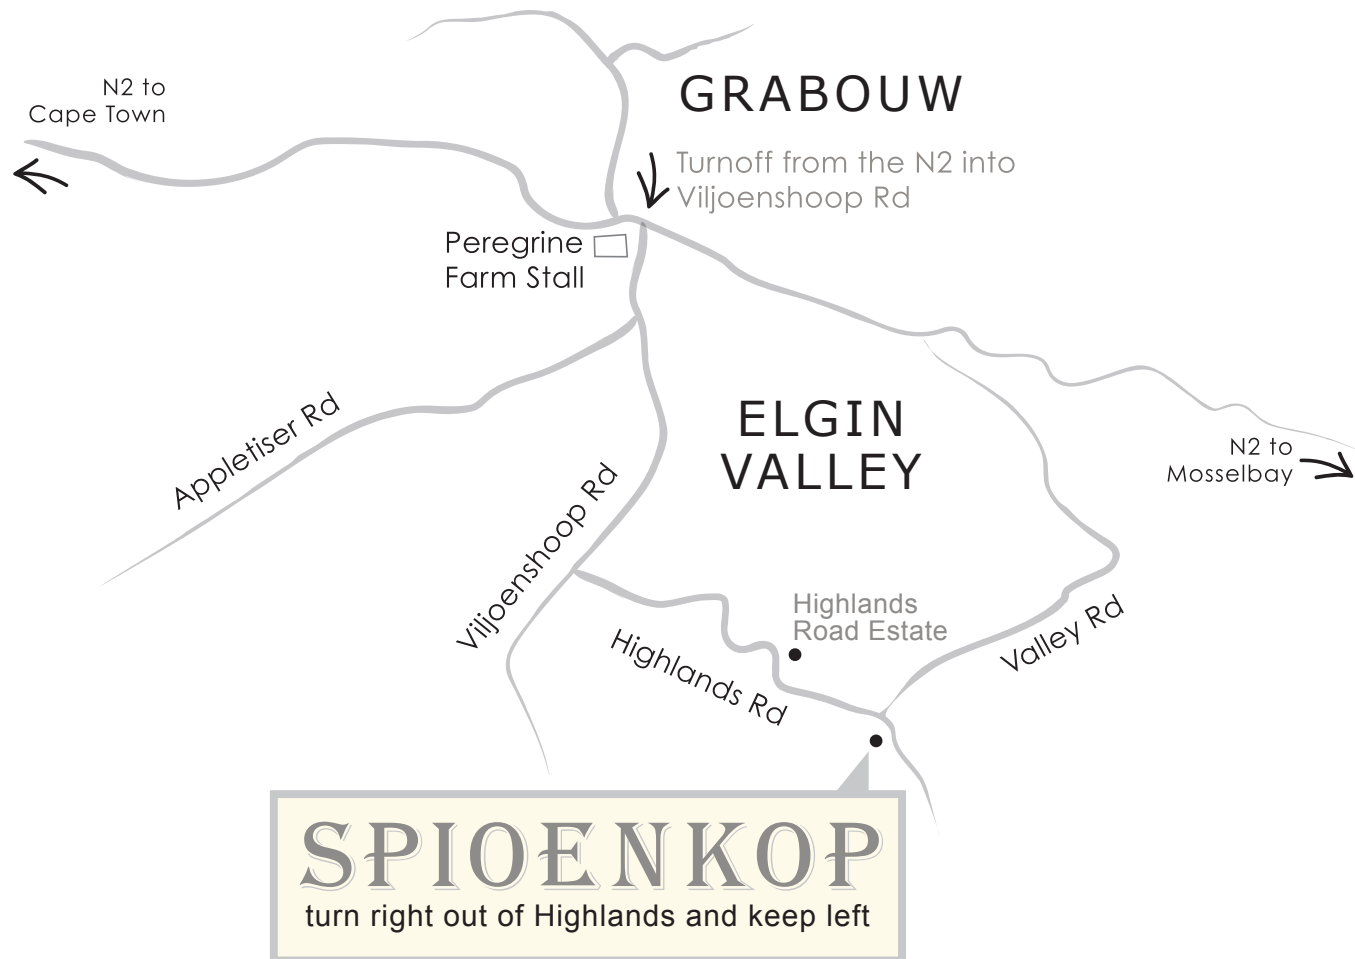 N2 to
Cape Town
GRABOUW
Turnoff from the N2 into
Viljoenshoop Rd
Peregrine
Farm Stall
Appletiser Rd
ELGIN
VALLEY
N2 to
Mosselbay
Viljoenshoop Rd
Highlands
Road Estate
Highlands Rd
Valley Rd
SPIOENKOP
turn right out of Highlands and keep left